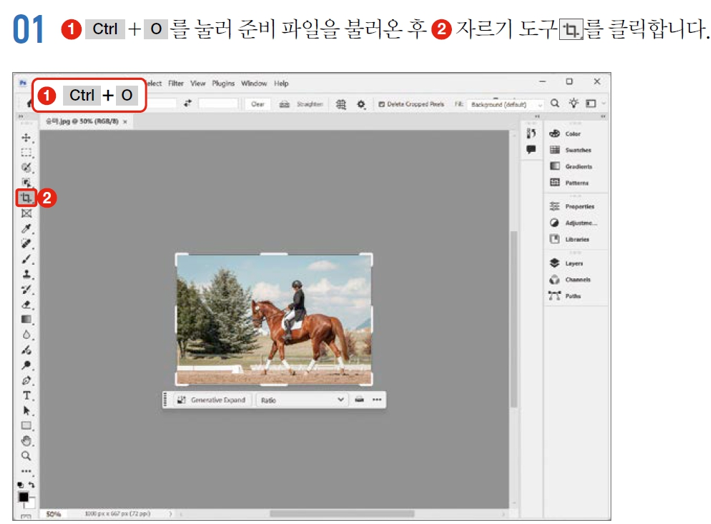 01 ❶ Ctrl + O 를 눌러 준비 파일을 불러온 후 ❷ 자르기 도구 를 클릭합니다.
❶ Ctrl + O
elect Filter View Plugins Window Help
Clear Straighten Delete Cropped Pixels Fill: Background (default)
승마.jpg @ 50% (RGB/8) ×
Color
Swatches
Gradients
Patterns
❷
Properties
Adjustme...
Libraries
Layers
Channels
Paths
Generative Expand Ratio
50% 1000 px x 667 px (72 ppi)